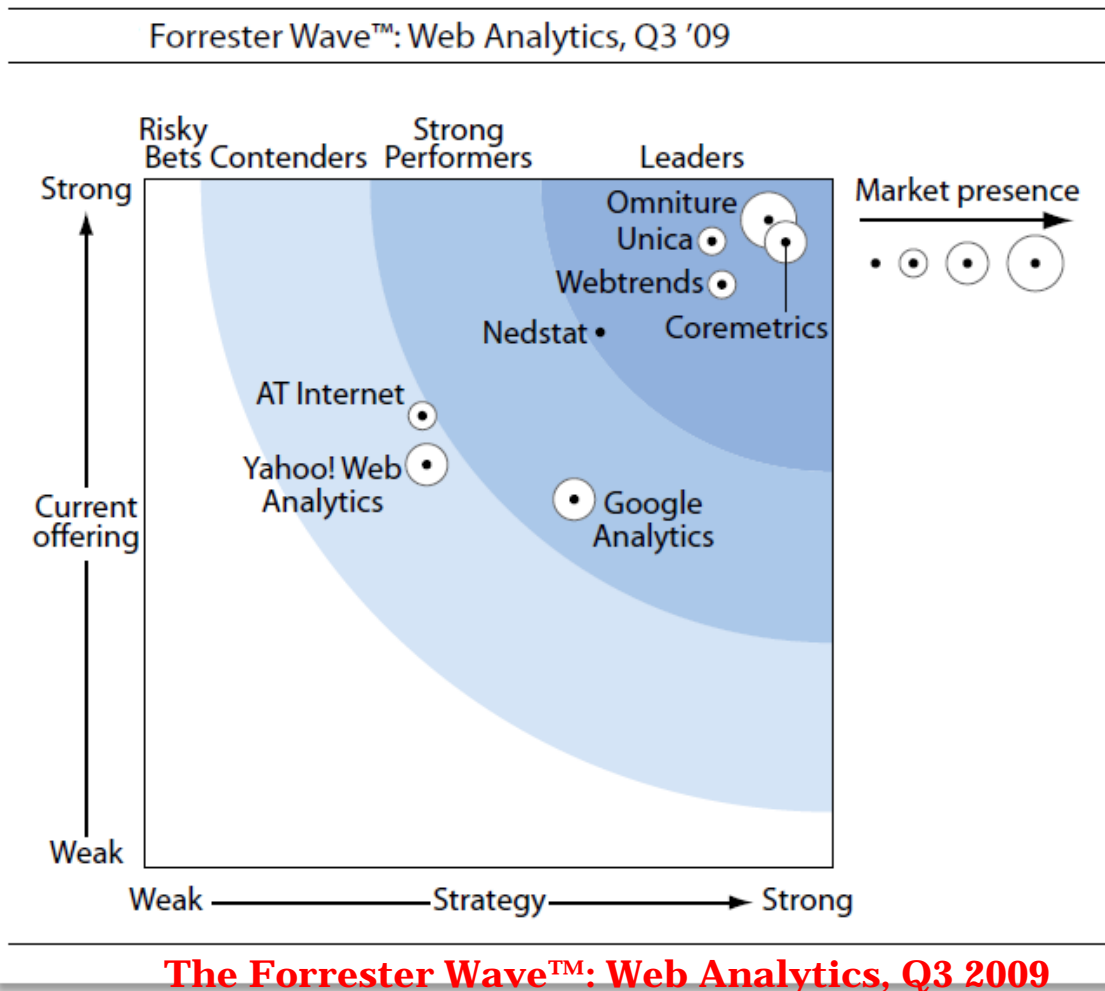 Forrester Wave™: Web Analytics, Q3 ’09
Risky
Bets
Contenders
Strong
Performers
Leaders
Strong
Omniture
Unica
Webtrends
Nedstat
Coremetrics
Market presence
AT Internet
Yahoo! Web
Analytics
Google
Analytics
Current
offering
Weak
Weak
Strategy
Strong
The Forrester Wave™: Web Analytics, Q3 2009